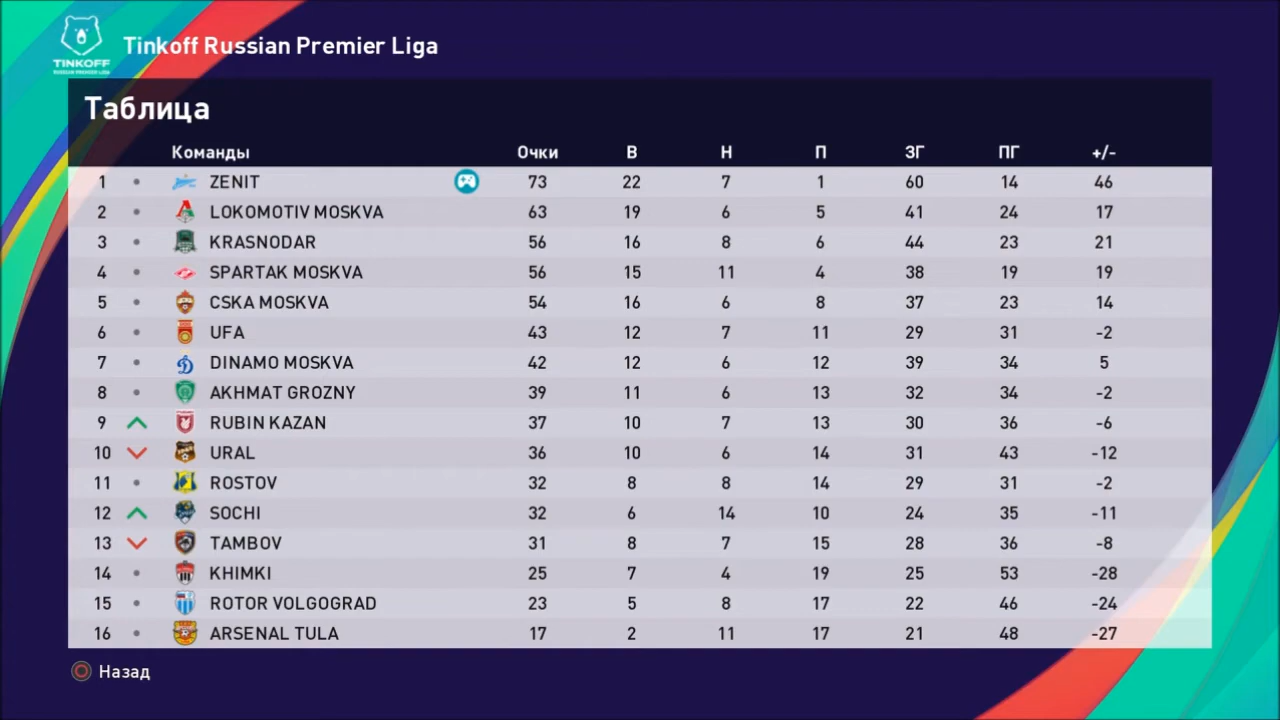 TINKOFF
RUSSIAN PREMIER LIGA
Tinkoff Russian Premier Liga
Таблица
Команды Очки В Н П ЗГ ПГ +/-
1 ZENIT 73 22 7 1 60 14 46
2 LOKOMOTIV MOSKVA 63 19 6 5 41 24 17
3 KRASNODAR 56 16 8 6 44 23 21
4 SPARTAK MOSKVA 56 15 11 4 38 19 19
5 CSKA MOSKVA 54 16 6 8 37 23 14
6 UFA 43 12 7 11 29 31 -2
7 DINAMO MOSKVA 42 12 6 12 39 34 5
8 AKHMAT GROZNY 39 11 6 13 32 34 -2
9 RUBIN KAZAN 37 10 7 13 30 36 -6
10 URAL 36 10 6 14 31 43 -12
11 ROSTOV 32 8 8 14 29 31 -2
12 SOCHI 32 6 14 10 24 35 -11
13 TAMBOV 31 8 7 15 28 36 -8
14 KHIMKI 25 7 4 19 25 53 -28
15 ROTOR VOLGOGRAD 23 5 8 17 22 46 -24
16 ARSENAL TULA 17 2 11 17 21 48 -27
Назад